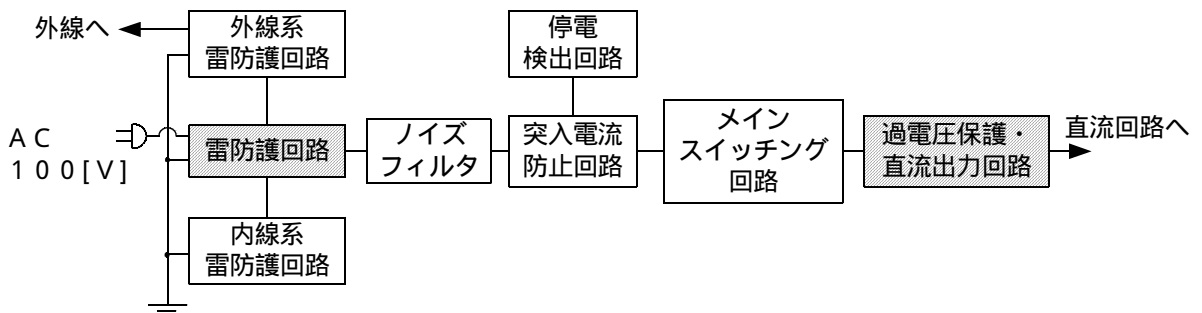 外線へ
外線系
雷防護回路
停電
検出回路
AC
100[V]
雷防護回路
ノイズ
フィルタ
突入電流
防止回路
メイン
スイッチング
回路
過電圧保護・
直流出力回路
直流回路へ
内線系
雷防護回路